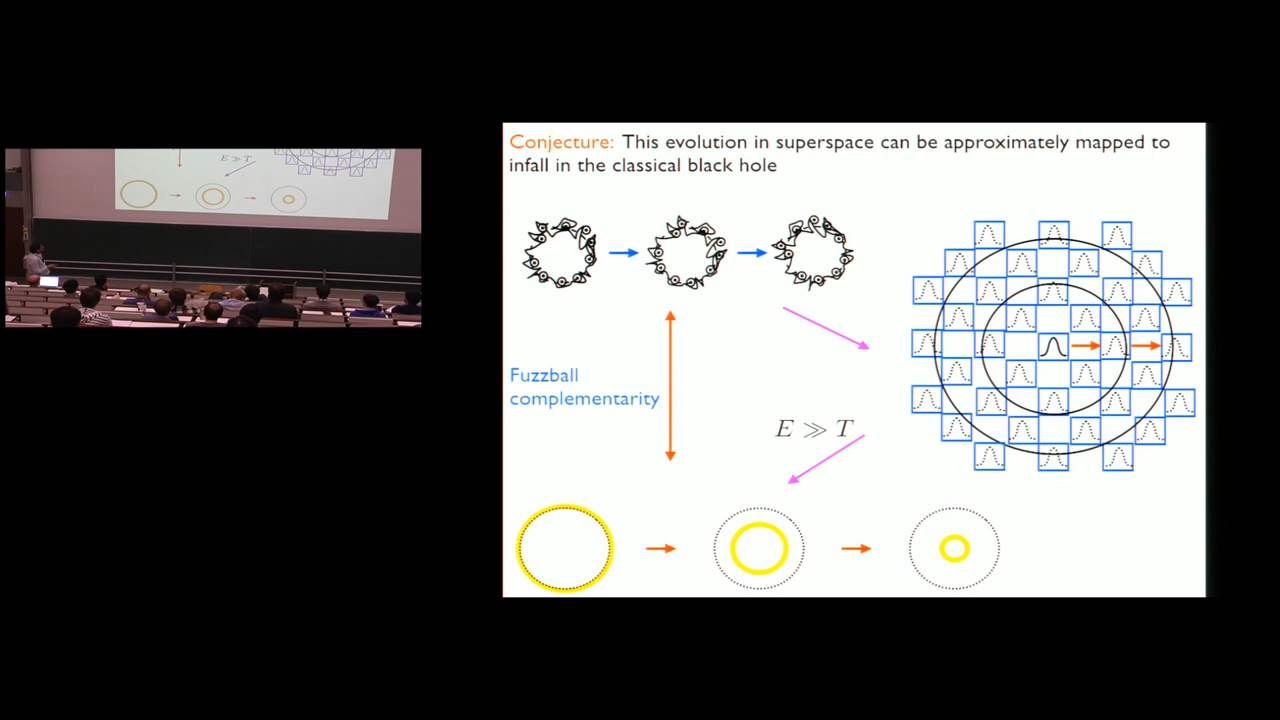 Conjecture: This evolution in superspace can be approximately mapped to
infall in the classical black hole
Fuzzball
complementarity
E ≫ T
E ≫ T